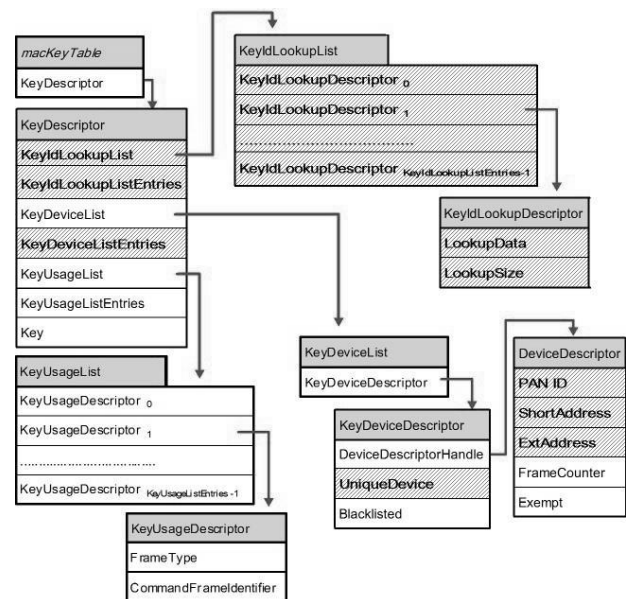 macKeyTable
KeyDescriptor
KeyDescriptor
KeyIdLookupList
KeyIdLookupListEntries
KeyDeviceList
KeyDeviceListEntries
KeyUsageList
KeyUsageListEntries
Key
KeyIdLookupList
KeyIdLookupDescriptor 0
KeyIdLookupDescriptor 1
......................................
KeyIdLookupDescriptor KeyIdLookupListEntries-1
KeyIdLookupDescriptor
LookupData
LookupSize
KeyUsageList
KeyUsageDescriptor 0
KeyUsageDescriptor 1
..................................
KeyUsageDescriptor KeyUsageListEntries -1
KeyUsageDescriptor
FrameType
CommandFrameIdentifier
KeyDeviceList
KeyDeviceDescriptor
KeyDeviceDescriptor
DeviceDescriptorHandle
UniqueDevice
Blacklisted
DeviceDescriptor
PAN ID
ShortAddress
ExtAddress
FrameCounter
Exempt